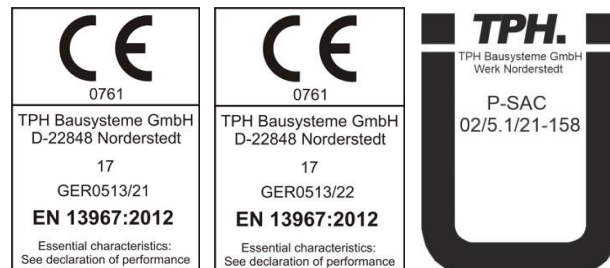 CE
0761
TPH Bausysteme GmbH
D-22848 Norderstedt
17
GER0513/21
EN 13967:2012
Essential characteristics:
See declaration of performance
CE
0761
TPH Bausysteme GmbH
D-22848 Norderstedt
17
GER0513/22
EN 13967:2012
Essential characteristics:
See declaration of performance
TPH.
TPH Bausysteme GmbH
Werk Norderstedt
P-SAC
02/5.1/21-158